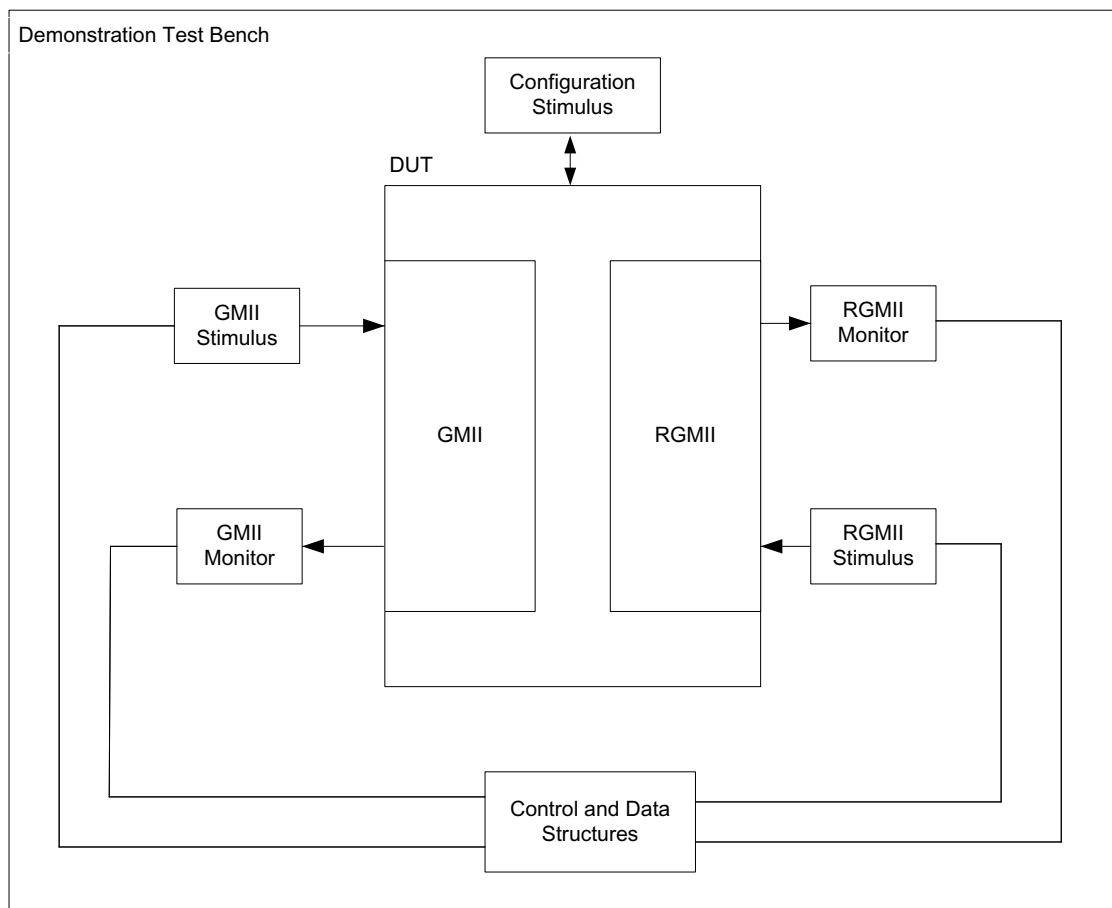 Demonstration Test Bench
Configuration
Stimulus
DUT
GMII
Stimulus
RGMII
Monitor
GMII
RGMII
GMII
Monitor
RGMII
Stimulus
Control and Data
Structures